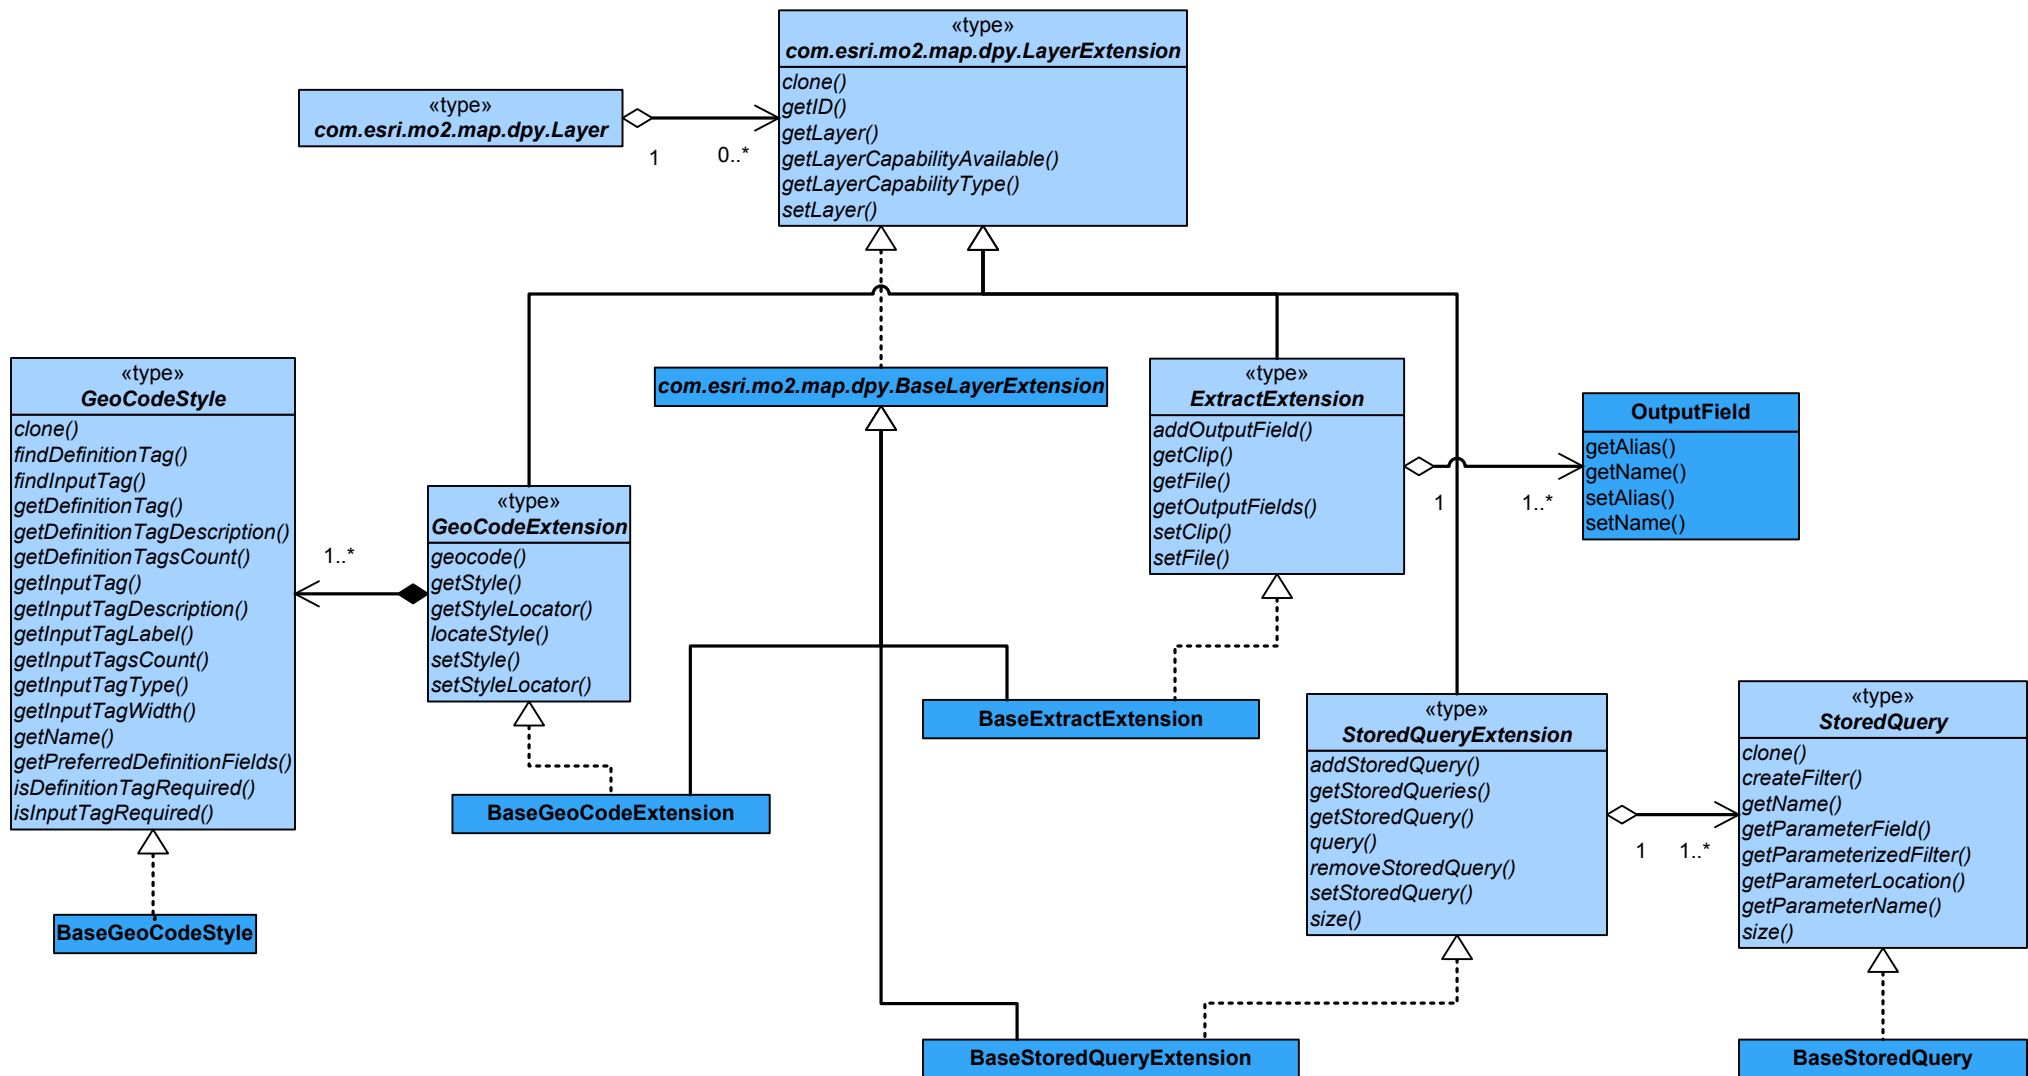 «type»
com.esri.mo2.map.dpy.LayerExtension
clone()
getID()
getLayer()
getLayerCapabilityAvailable()
getLayerCapabilityType()
setLayer()
«type»
com.esri.mo2.map.dpy.Layer
1
0..*
«type»
GeoCodeStyle
clone()
findDefinitionTag()
findInputTag()
getDefinitionTag()
getDefinitionTagDescription()
getDefinitionTagsCount()
getInputTag()
getInputTagDescription()
getInputTagLabel()
getInputTagsCount()
getInputTagType()
getInputTagWidth()
getName()
getPreferredDefinitionFields()
isDefinitionTagRequired()
isInputTagRequired()
1..*
«type»
GeoCodeExtension
geocode()
getStyle()
getStyleLocator()
locateStyle()
setStyle()
setStyleLocator()
com.esri.mo2.map.dpy.BaseLayerExtension
«type»
ExtractExtension
addOutputField()
getClip()
getFile()
getOutputFields()
setClip()
setFile()
1
1..*
OutputField
getAlias()
getName()
setAlias()
setName()
BaseExtractExtension
BaseGeoCodeExtension
«type»
StoredQueryExtension
addStoredQuery()
getStoredQueries()
getStoredQuery()
query()
removeStoredQuery()
setStoredQuery()
size()
1
1..*
«type»
StoredQuery
clone()
createFilter()
getName()
getParameterField()
getParameterizedFilter()
getParameterLocation()
getParameterName()
size()
BaseGeoCodeStyle
BaseStoredQueryExtension
BaseStoredQuery